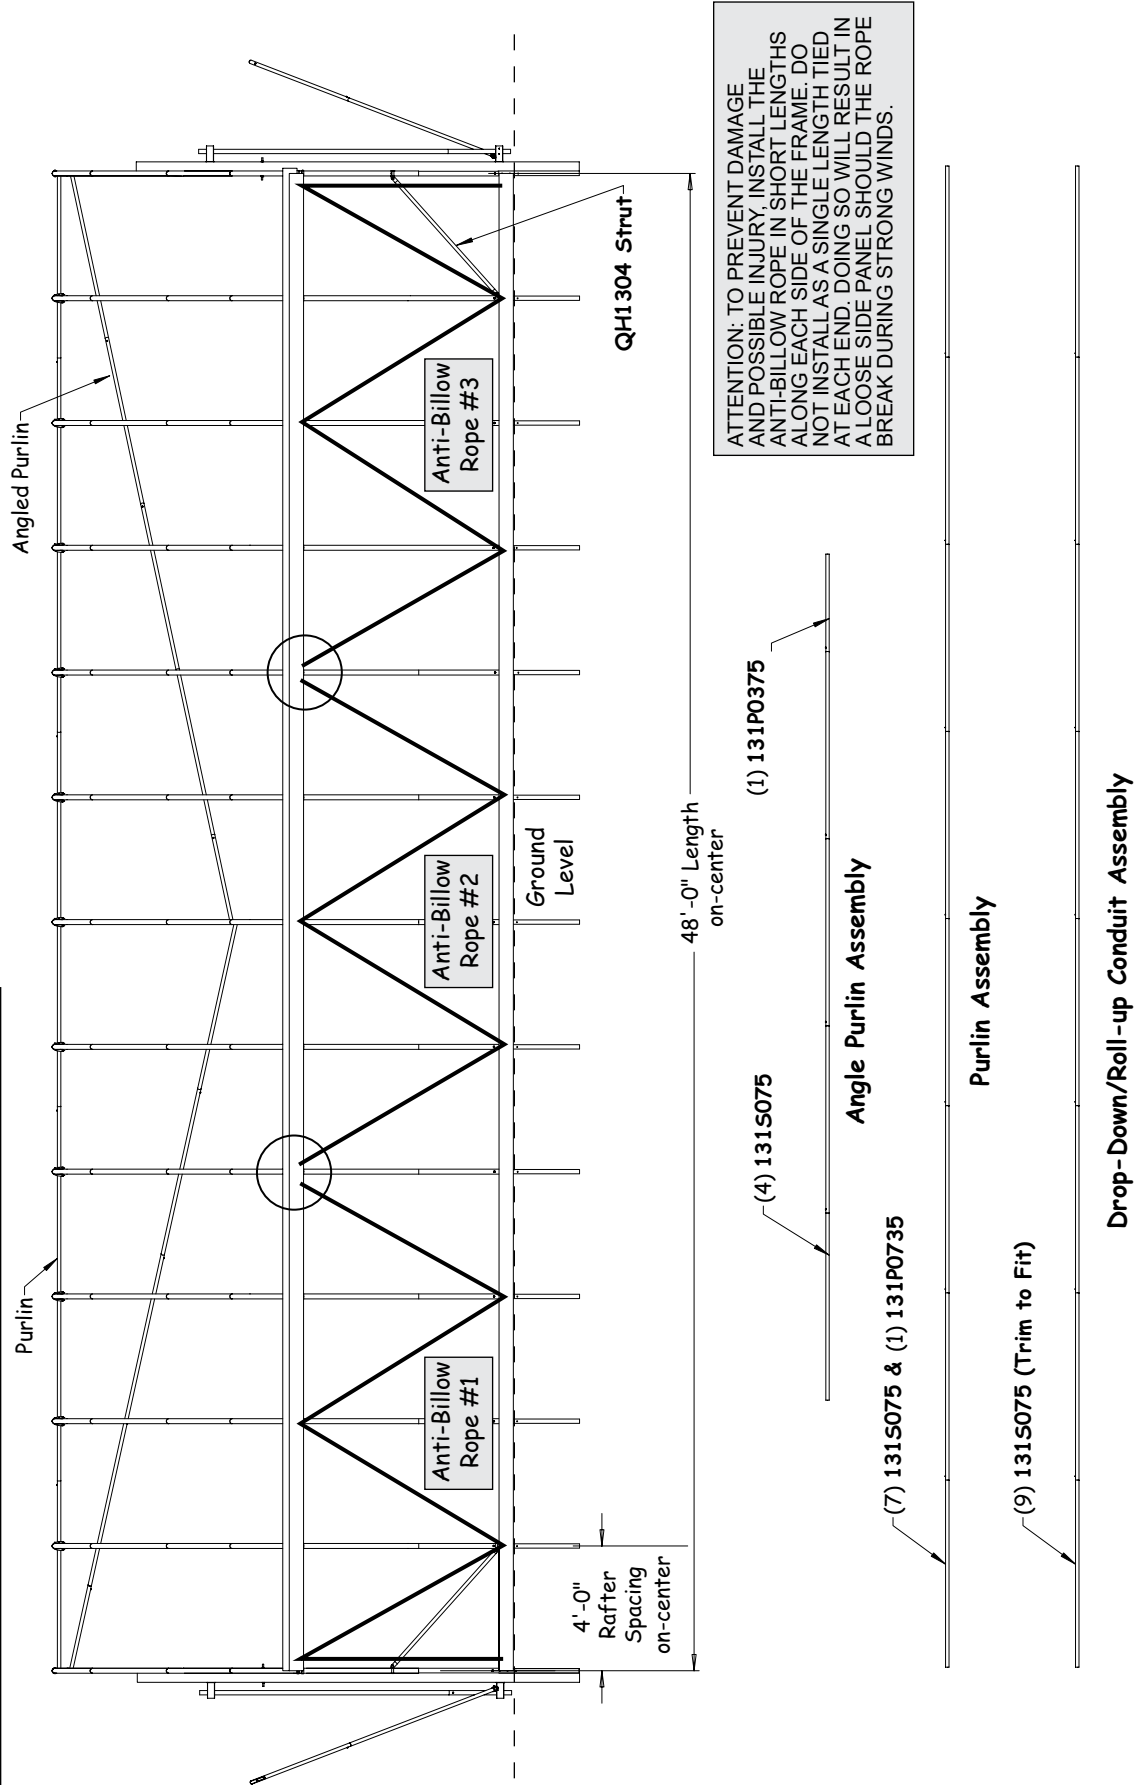 Purlin
Angled Purlin
Anti-Billow
Rope #1
Anti-Billow
Rope #2
Anti-Billow
Rope #3
4'-0"
Rafter
Spacing
on-center
Ground
Level
QH1304 Strut
48'-0" Length
on-center
ATTENTION: TO PREVENT DAMAGE
AND POSSIBLE INJURY, INSTALL THE
ANTI-BILLOW ROPE IN SHORT LENGTHS
ALONG EACH SIDE OF THE FRAME. DO
NOT INSTALL AS A SINGLE LENGTH TIED
AT EACH END. DOING SO WILL RESULT IN
A LOOSE SIDE PANEL SHOULD THE ROPE
BREAK DURING STRONG WINDS.
(4) 131S075
(1) 131P0375
Angle Purlin Assembly
(7) 131S075 & (1) 131P0735
Purlin Assembly
(9) 131S075 (Trim to Fit)
Drop-Down/Roll-up Conduit Assembly